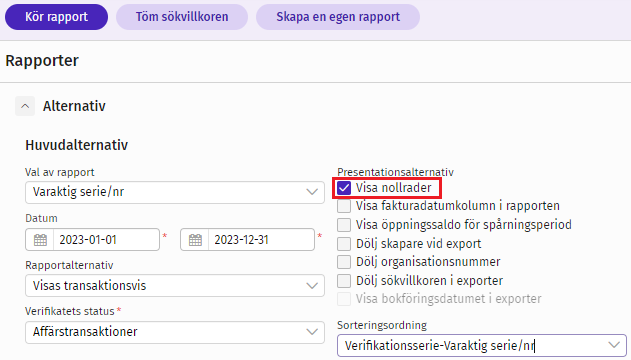 Kör rapport Töm sökvillkoren Skapa en egen rapport
Rapporter
Alternativ
Huvudalternativ
Val av rapport
Varaktig serie/nr
Datum
2023-01-01 * 2023-12-31 *
Rapportalternativ
Visas transaktionsvis
Verifikatets status *
Affärstransaktioner
Presentationsalternativ
Visa nollrader
Visa fakturadatumkolumn i rapporten
Visa öppningssaldo för spårningsperiod
Dölj skapare vid export
Dölj organisationsnummer
Dölj sökvillkoren i exporter
Visa bokföringsdatumet i exporter
Sorteringsordning
Verifikationsserie-Varaktig serie/nr